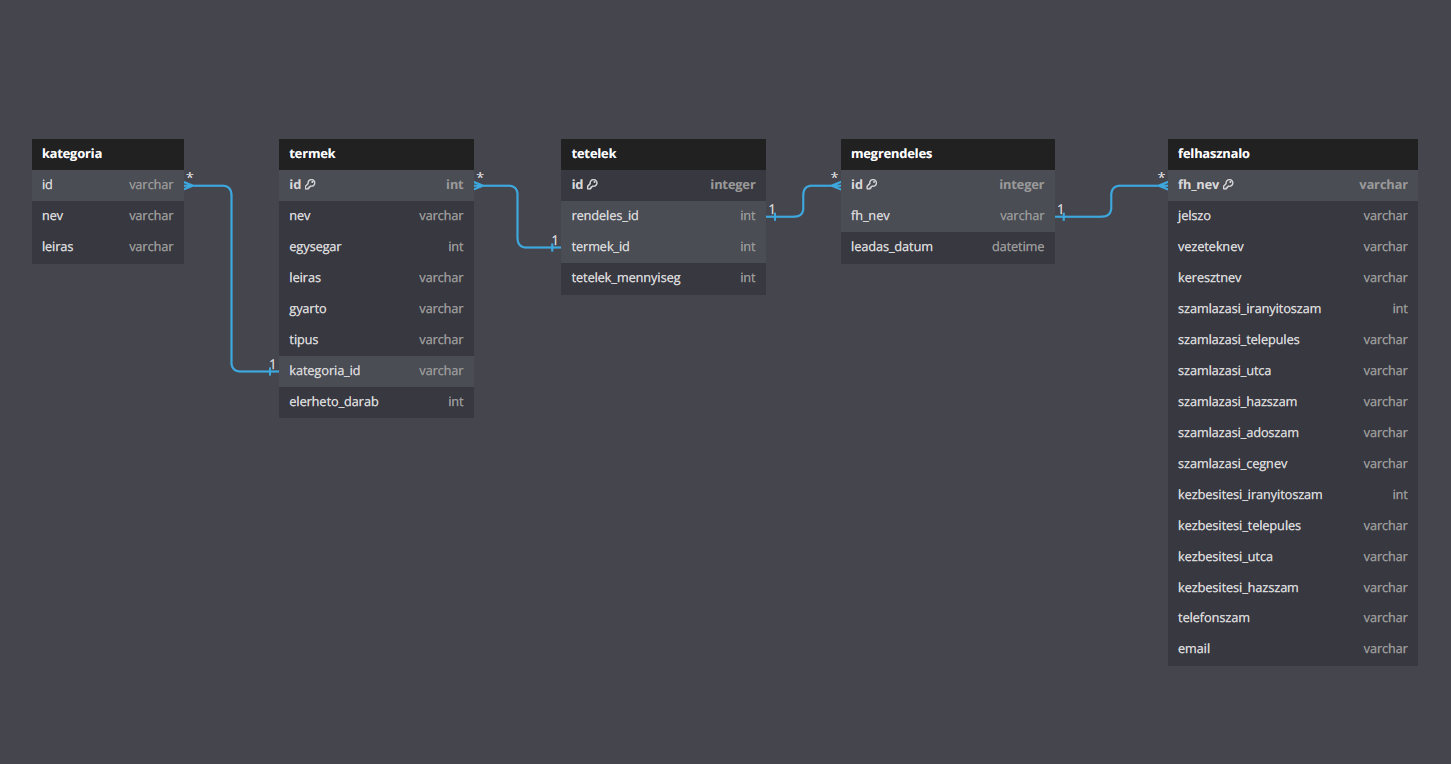 kategoria
id varchar
nev varchar
leiras varchar
termek
id int
nev varchar
egysegar int
leiras varchar
gyarto varchar
tipus varchar
kategoria_id varchar
elerheto_darab int
tetelek
id integer
rendeles_id int
termek_id int
tetelek_mennyiseg int
megrendeles
id integer
fh_nev varchar
leadas_datum datetime
felhasznalo
fh_nev varchar
jelszo varchar
vezeteknev varchar
keresztnev varchar
szamlazasi_iranyitoszam int
szamlazasi_telepules varchar
szamlazasi_utca varchar
szamlazasi_hazszam varchar
szamlazasi_adoszam varchar
szamlazasi_cegnev varchar
kezbesitesi_iranyitoszam int
kezbesitesi_telepules varchar
kezbesitesi_utca varchar
kezbesitesi_hazszam varchar
telefonszam varchar
email varchar
*
1
*
1
1
*
1
*